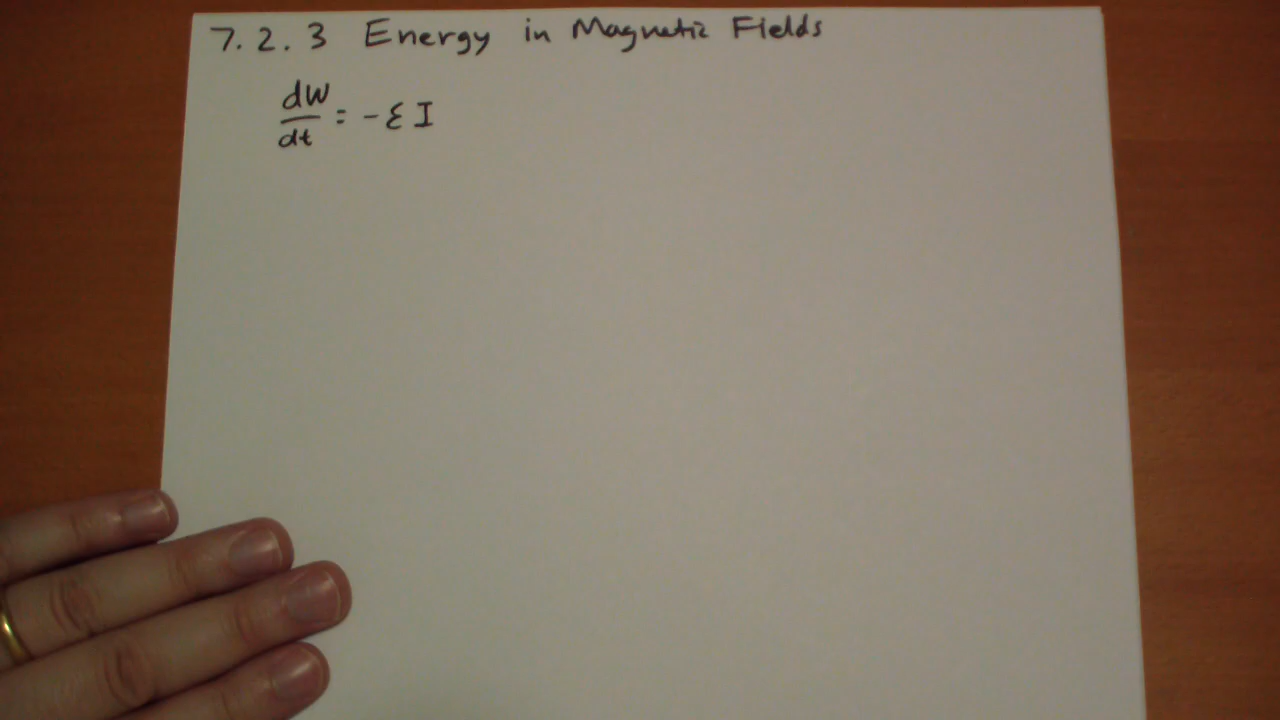 7.2.3 Energy in Magnetic Fields
dW/dt = -ℰ I